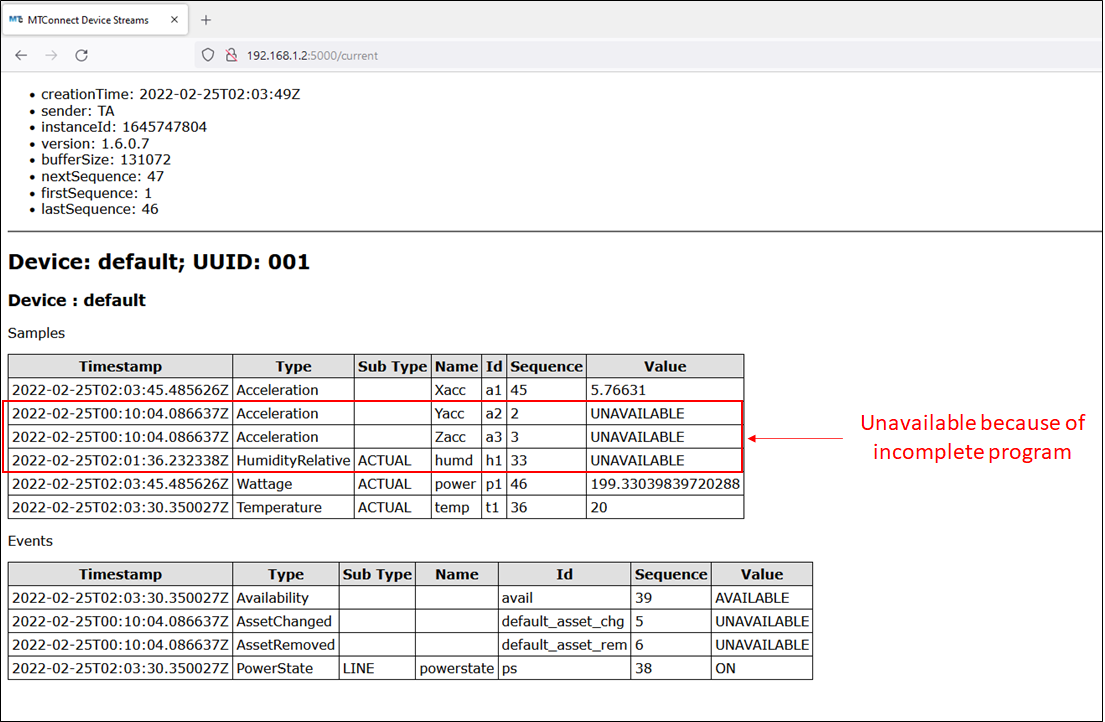 MTConnect Device Streams
192.168.1.2:5000/current
• creationTime: 2022-02-25T02:03:49Z
• sender: TA
• instanceId: 1645747804
• version: 1.6.0.7
• bufferSize: 131072
• nextSequence: 47
• firstSequence: 1
• lastSequence: 46
Device: default; UUID: 001
Device : default
Samples
Timestamp Type Sub Type Name Id Sequence Value
2022-02-25T02:03:45.485626Z Acceleration Xacc a1 45 5.76631
2022-02-25T00:10:04.086637Z Acceleration Yacc a2 2 UNAVAILABLE
2022-02-25T00:10:04.086637Z Acceleration Zacc a3 3 UNAVAILABLE
2022-02-25T02:01:36.232338Z HumidityRelative ACTUAL humd h1 33 UNAVAILABLE
2022-02-25T02:03:45.485626Z Wattage ACTUAL power p1 46 199.33039839720288
2022-02-25T02:03:30.350027Z Temperature ACTUAL temp t1 36 20
Unavailable because of
incomplete program
Events
Timestamp Type Sub Type Name Id Sequence Value
2022-02-25T02:03:30.350027Z Availability avail 39 AVAILABLE
2022-02-25T00:10:04.086637Z AssetChanged default_asset_chg 5 UNAVAILABLE
2022-02-25T00:10:04.086637Z AssetRemoved default_asset_rem 6 UNAVAILABLE
2022-02-25T02:03:30.350027Z PowerState LINE powerstate ps 38 ON